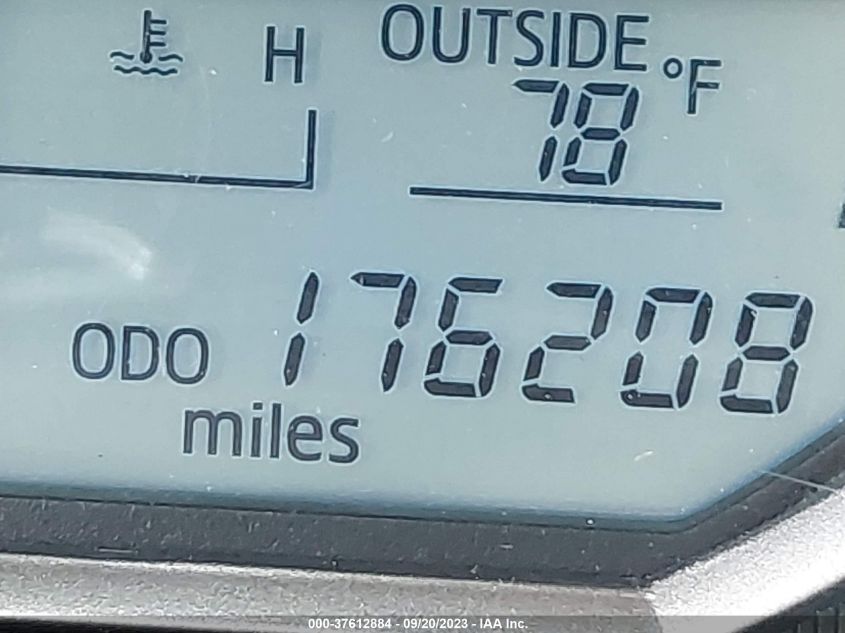 H OUTSIDE °F
78
ODO 176208
miles
000-37612884 - 09/20/2023 - IAA Inc.